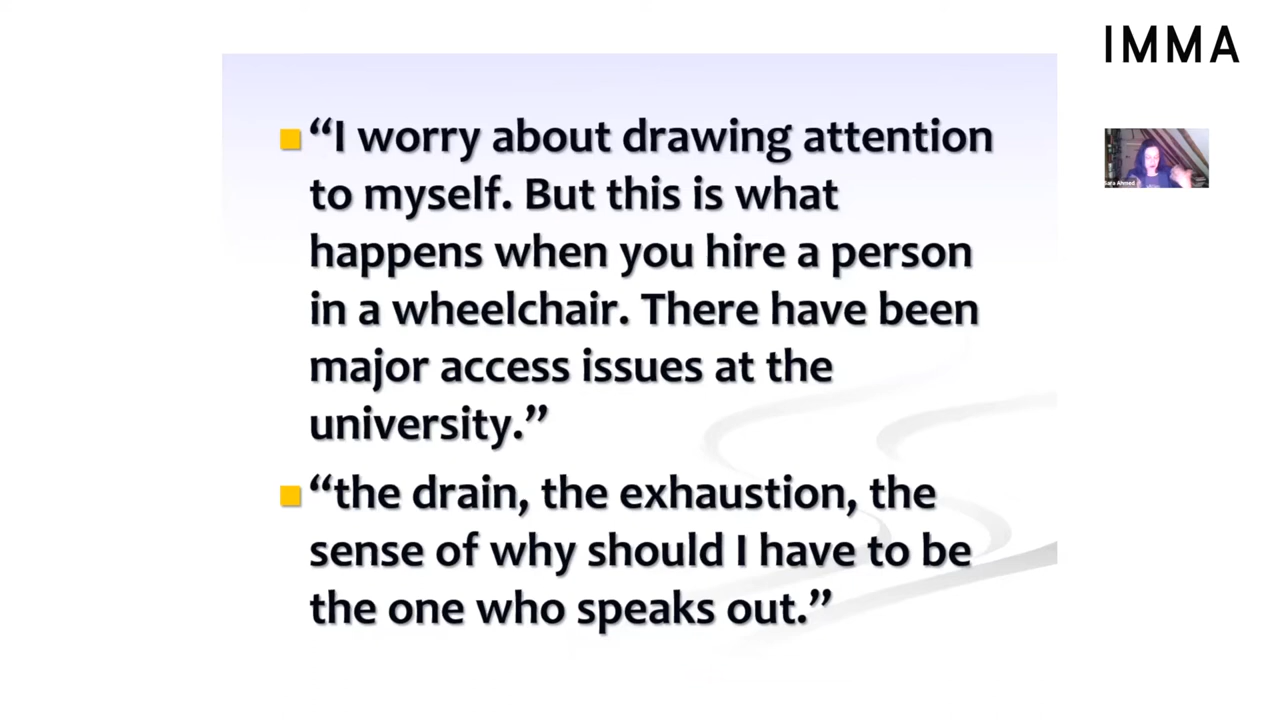 IMMA
“I worry about drawing attention
to myself. But this is what
happens when you hire a person
in a wheelchair. There have been
major access issues at the
university.”
“the drain, the exhaustion, the
sense of why should I have to be
the one who speaks out.”
Sara Ahmed